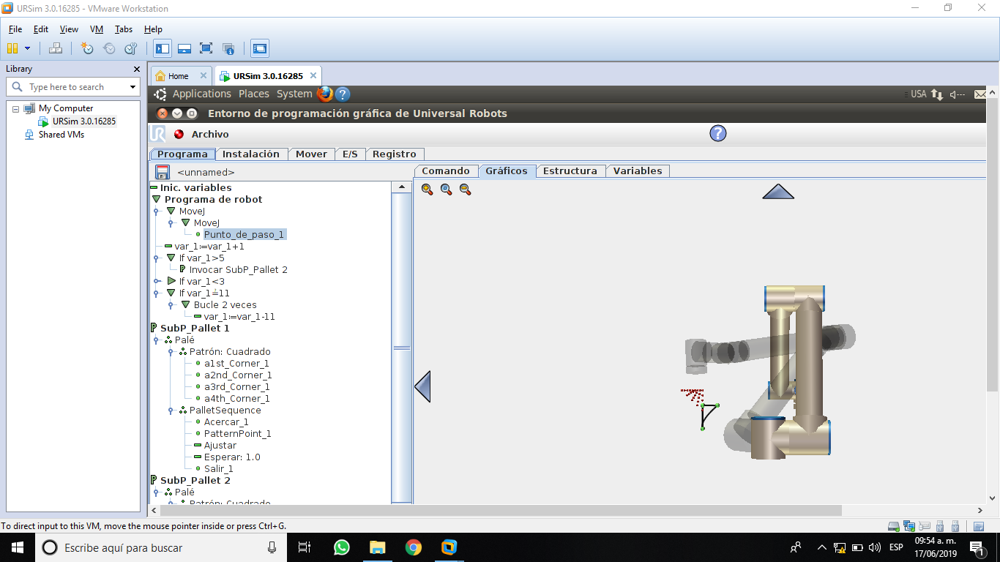 URSim 3.0.16285 - VMware Workstation
File Edit View VM Tabs Help
Library
Type here to search
My Computer
URSim 3.0.16285
Shared VMs
Home URSim 3.0.16285
Applications Places System USA
Entorno de programación gráfica de Universal Robots
UR Archivo
Programa Instalación Mover E/S Registro
<unnamed>
Comando Gráficos Estructura Variables
Inic. variables
Programa de robot
MoveJ
MoveJ
Punto_de_paso_1
var_1:=var_1+1
If var_1>5
Invocar SubP_Pallet 2
If var_1<3
If var_1≟11
Bucle 2 veces
var_1:=var_1-11
SubP_Pallet 1
Palé
Patrón: Cuadrado
a1st_Corner_1
a2nd_Corner_1
a3rd_Corner_1
a4th_Corner_1
PalletSequence
Acercar_1
PatternPoint_1
Ajustar
Esperar: 1.0
Salir_1
SubP_Pallet 2
Palé
Patrón: Cuadrado
To direct input to this VM, move the mouse pointer inside or press Ctrl+G.
Escribe aquí para buscar
ESP
09:54 a. m.
17/06/2019
1